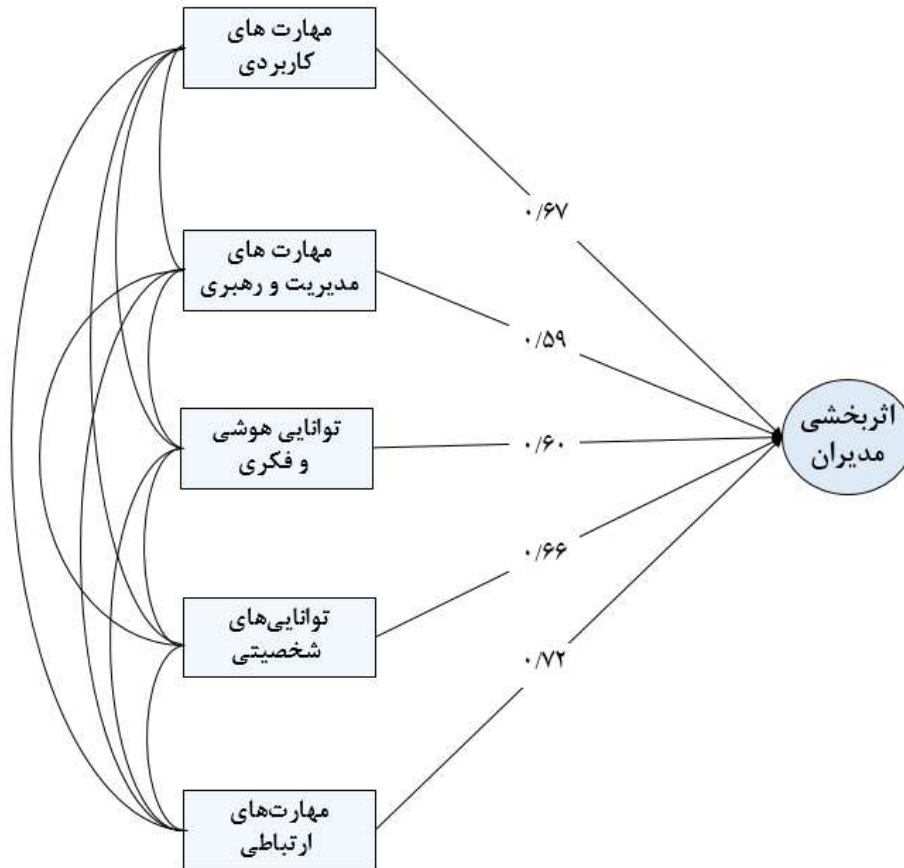 مهارت های
کاربردی
۰/۶۷
مهارت های
مدیریت و رهبری
۰/۵۹
توانایی هوشی
و فکری
۰/۶۰
اثربخشی
مدیران
توانایی‌های
شخصیتی
۰/۶۶
مهارت‌های
ارتباطی
۰/۷۲